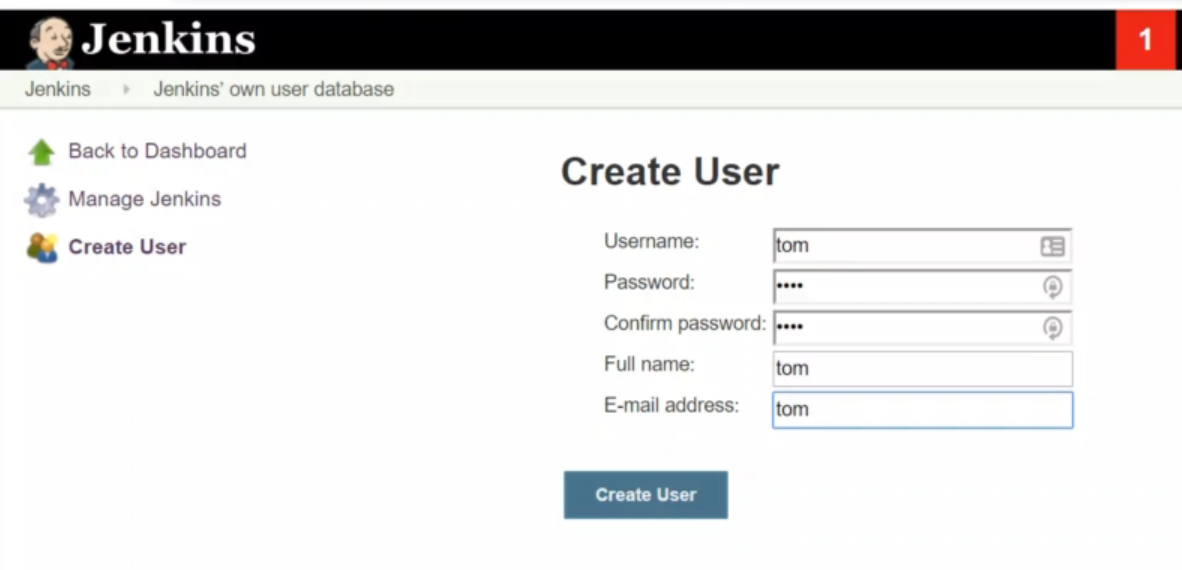 Jenkins
1
Jenkins Jenkins' own user database
Back to Dashboard
Manage Jenkins
Create User
Create User
Username: tom
Password: ••••
Confirm password: ••••
Full name: tom
E-mail address: tom
Create User